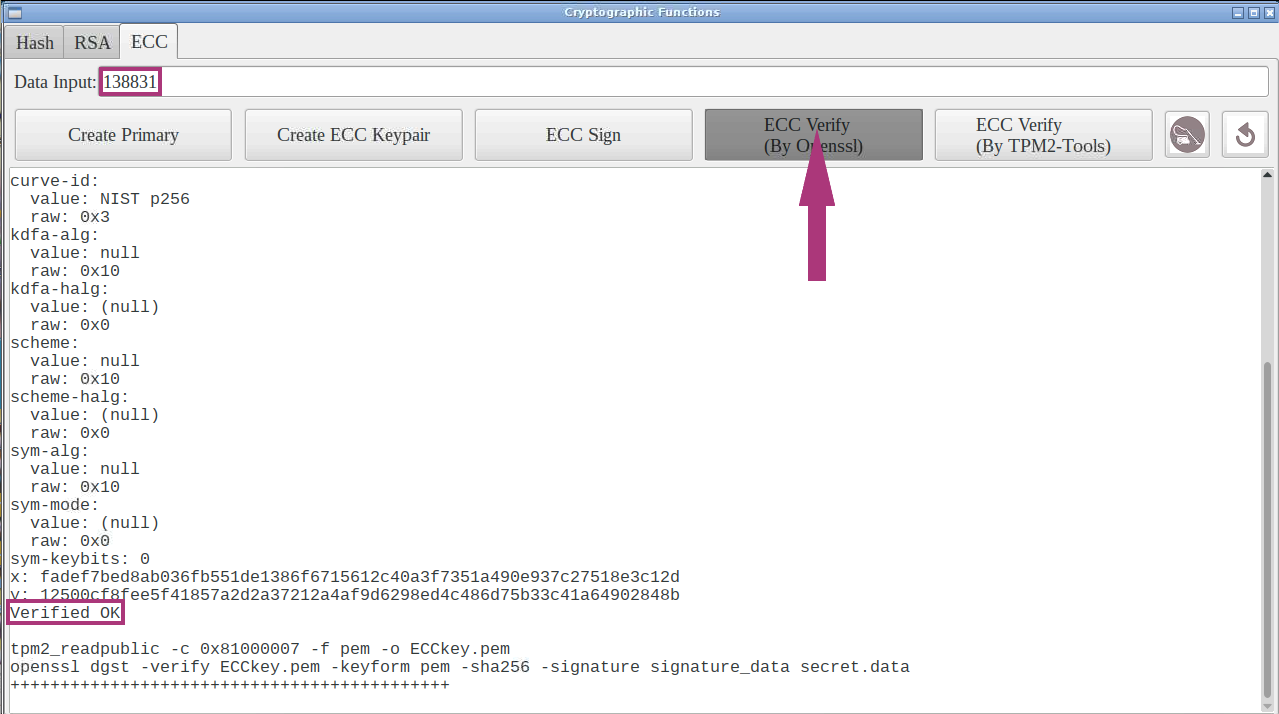 Cryptographic Functions
Hash RSA ECC
Data Input: 138831
Create Primary
Create ECC Keypair
ECC Sign
ECC Verify
(By Openssl)
ECC Verify
(By TPM2-Tools)
curve-id:
  value: NIST p256
  raw: 0x3
kdfa-alg:
  value: null
  raw: 0x10
kdfa-halg:
  value: (null)
  raw: 0x0
scheme:
  value: null
  raw: 0x10
scheme-halg:
  value: (null)
  raw: 0x0
sym-alg:
  value: null
  raw: 0x10
sym-mode:
  value: (null)
  raw: 0x0
sym-keybits: 0
x: fadef7bed8ab036fb551de1386f6715612c40a3f7351a490e937c27518e3c12d
y: 12500cf8fee5f41857a2d2a37212a4af9d6298ed4c486d75b33c41a64902848b
Verified OK
tpm2_readpublic -c 0x81000007 -f pem -o ECCkey.pem
openssl dgst -verify ECCkey.pem -keyform pem -sha256 -signature signature_data secret.data
++++++++++++++++++++++++++++++++++++++++++++